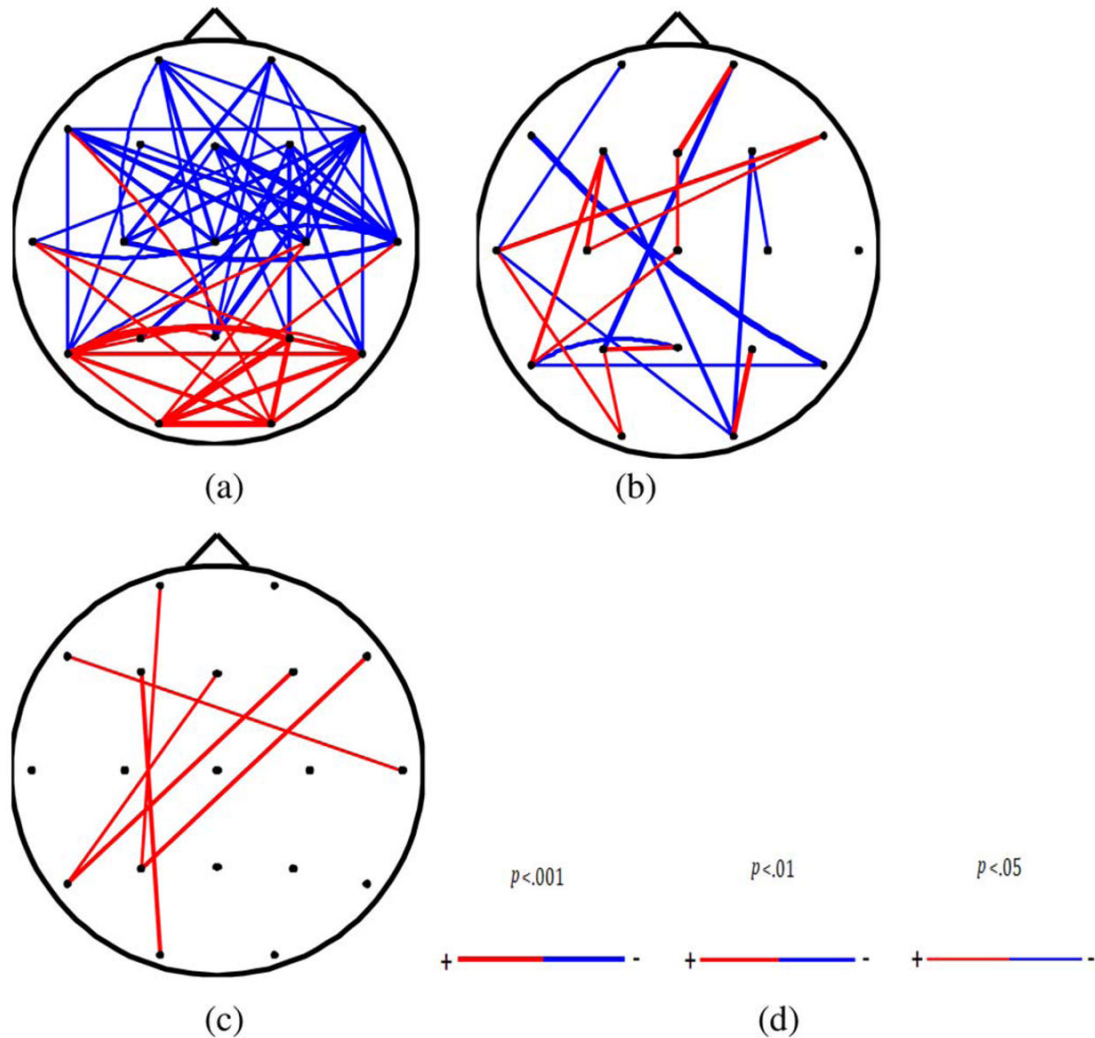 (a)
(b)
p<.001
p<.01
p<.05
+ -
+ -
+ -
(c)
(d)